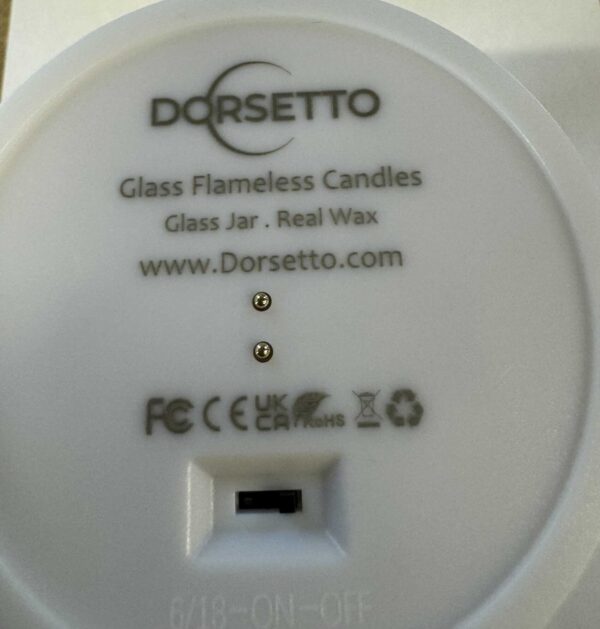 DORSETTO
Glass Flameless Candles
Glass Jar . Real Wax
www.Dorsetto.com
FC CE UK CA RoHS
6/18-ON-OFF